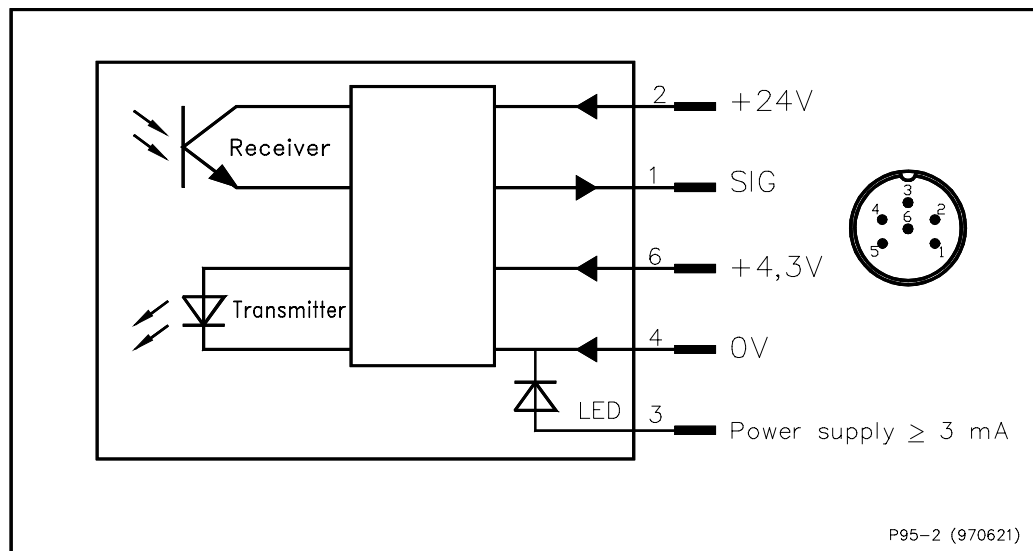 2 +24V
Receiver
1 SIG
6 +4,3V
Transmitter
4 0V
LED
3 Power supply ≥ 3 mA
3
4 2
6
5 1
P95-2 (970621)